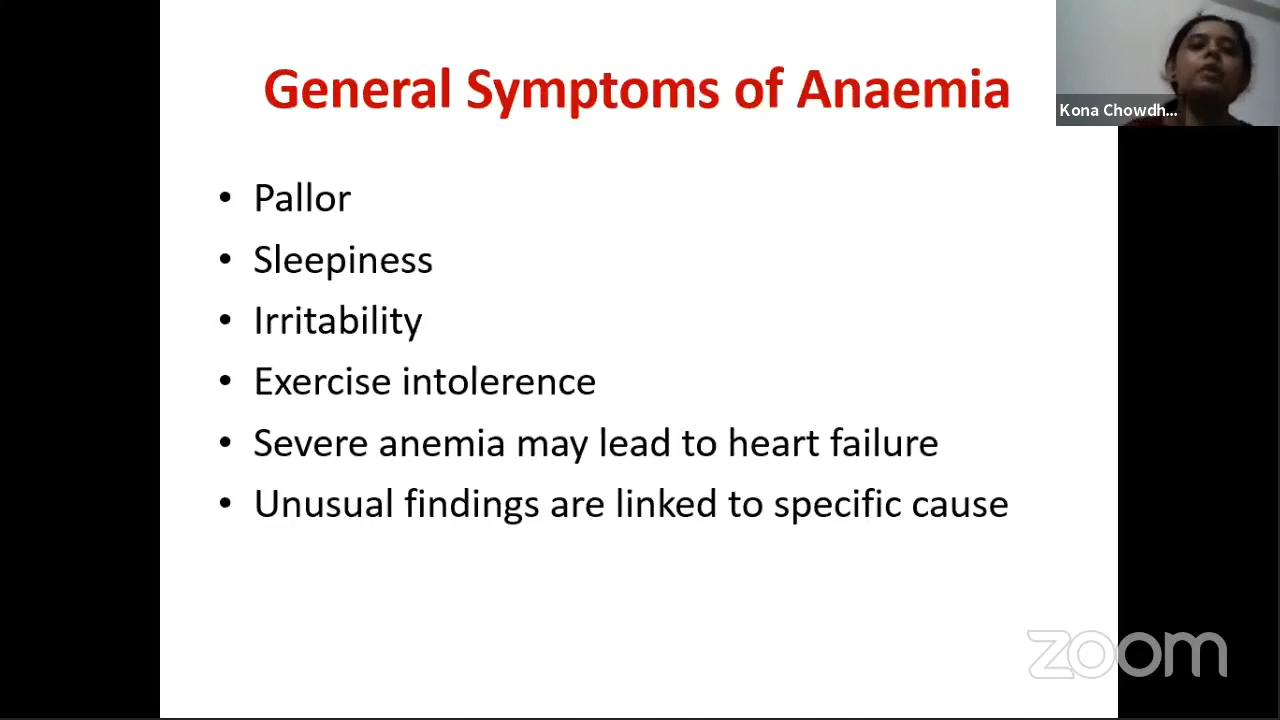 General Symptoms of Anaemia
Kona Chowdh...
• Pallor
• Sleepiness
• Irritability
• Exercise intolerence
• Severe anemia may lead to heart failure
• Unusual findings are linked to specific cause
zoom